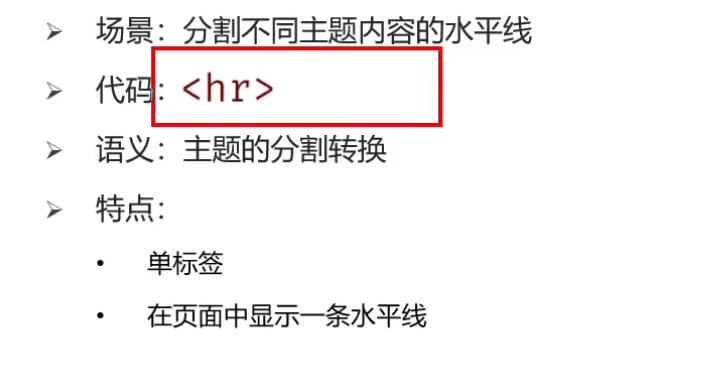 ➢ 场景：分割不同主题内容的水平线
➢ 代码：<hr>
➢ 语义：主题的分割转换
➢ 特点：
• 单标签
• 在页面中显示一条水平线